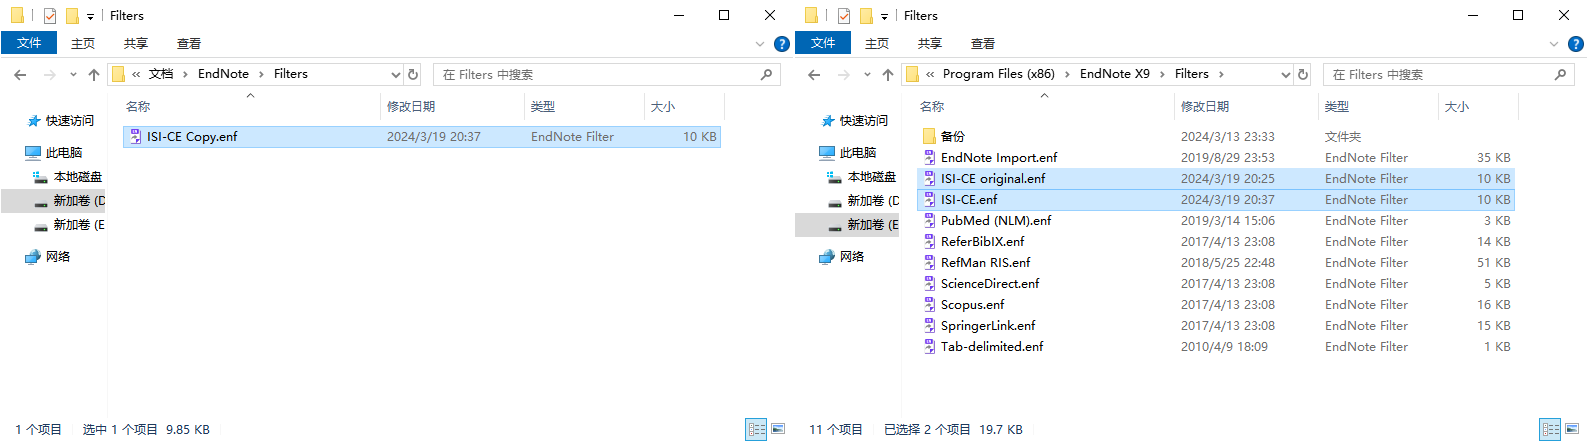 Filters
文件 主页 共享 查看
« 文档 > EndNote > Filters
在 Filters 中搜索
名称 修改日期 类型 大小
快速访问
此电脑
本地磁盘
新加卷 (D
新加卷 (E
网络
ISI-CE Copy.enf 2024/3/19 20:37 EndNote Filter 10 KB
1 个项目 选中 1 个项目 9.85 KB
Filters
文件 主页 共享 查看
« Program Files (x86) > EndNote X9 > Filters >
在 Filters 中搜索
名称 修改日期 类型 大小
快速访问
此电脑
本地磁盘
新加卷 (D
新加卷 (E
网络
备份 2024/3/13 23:33 文件夹
EndNote Import.enf 2019/8/29 23:53 EndNote Filter 35 KB
ISI-CE original.enf 2024/3/19 20:25 EndNote Filter 10 KB
ISI-CE.enf 2024/3/19 20:37 EndNote Filter 10 KB
PubMed (NLM).enf 2019/3/14 15:06 EndNote Filter 3 KB
ReferBibIX.enf 2017/4/13 23:08 EndNote Filter 14 KB
RefMan RIS.enf 2018/5/25 22:48 EndNote Filter 51 KB
ScienceDirect.enf 2017/4/13 23:08 EndNote Filter 5 KB
Scopus.enf 2017/4/13 23:08 EndNote Filter 16 KB
SpringerLink.enf 2017/4/13 23:08 EndNote Filter 15 KB
Tab-delimited.enf 2010/4/9 18:09 EndNote Filter 1 KB
11 个项目 已选择 2 个项目 19.7 KB